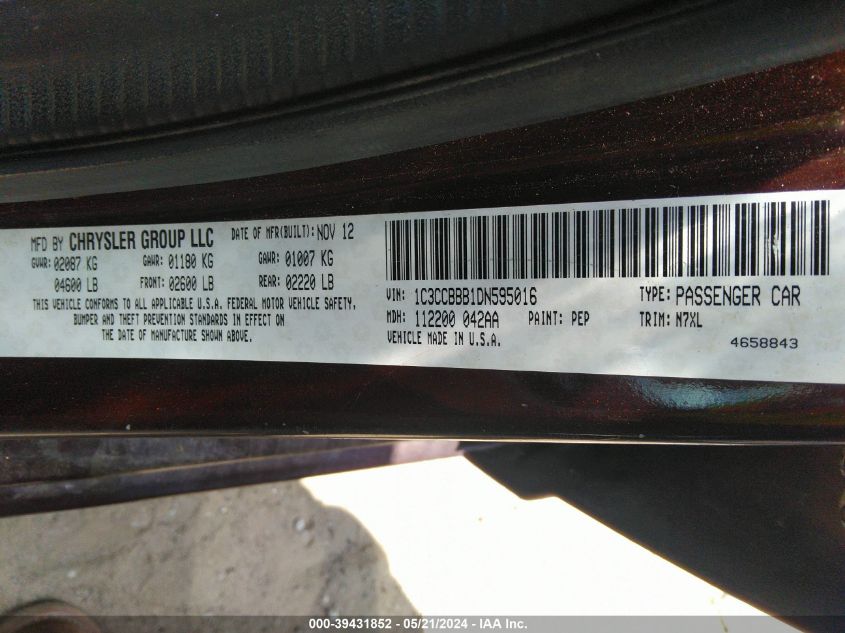 MFD BY CHRYSLER GROUP LLC DATE OF MFR(BUILT): NOV 12
GVWR: 02087 KG GAWR: 01180 KG GAWR: 01007 KG
04600 LB FRONT: 02600 LB REAR: 02220 LB
THIS VEHICLE CONFORMS TO ALL APPLICABLE U.S.A. FEDERAL MOTOR VEHICLE SAFETY,
BUMPER AND THEFT PREVENTION STANDARDS IN EFFECT ON
THE DATE OF MANUFACTURE SHOWN ABOVE.
VIN: 1C3CCBBB1DN595016 TYPE: PASSENGER CAR
MDH: 112200 042AA PAINT: PEP TRIM: N7XL
VEHICLE MADE IN U.S.A. 4658843
000-39431852 - 05/21/2024 - IAA Inc.